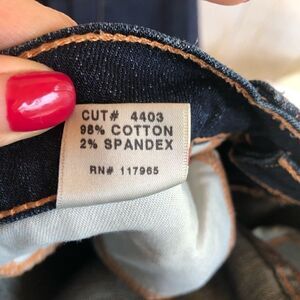 CUT# 4403
98% COTTON
2% SPANDEX
RN# 117965